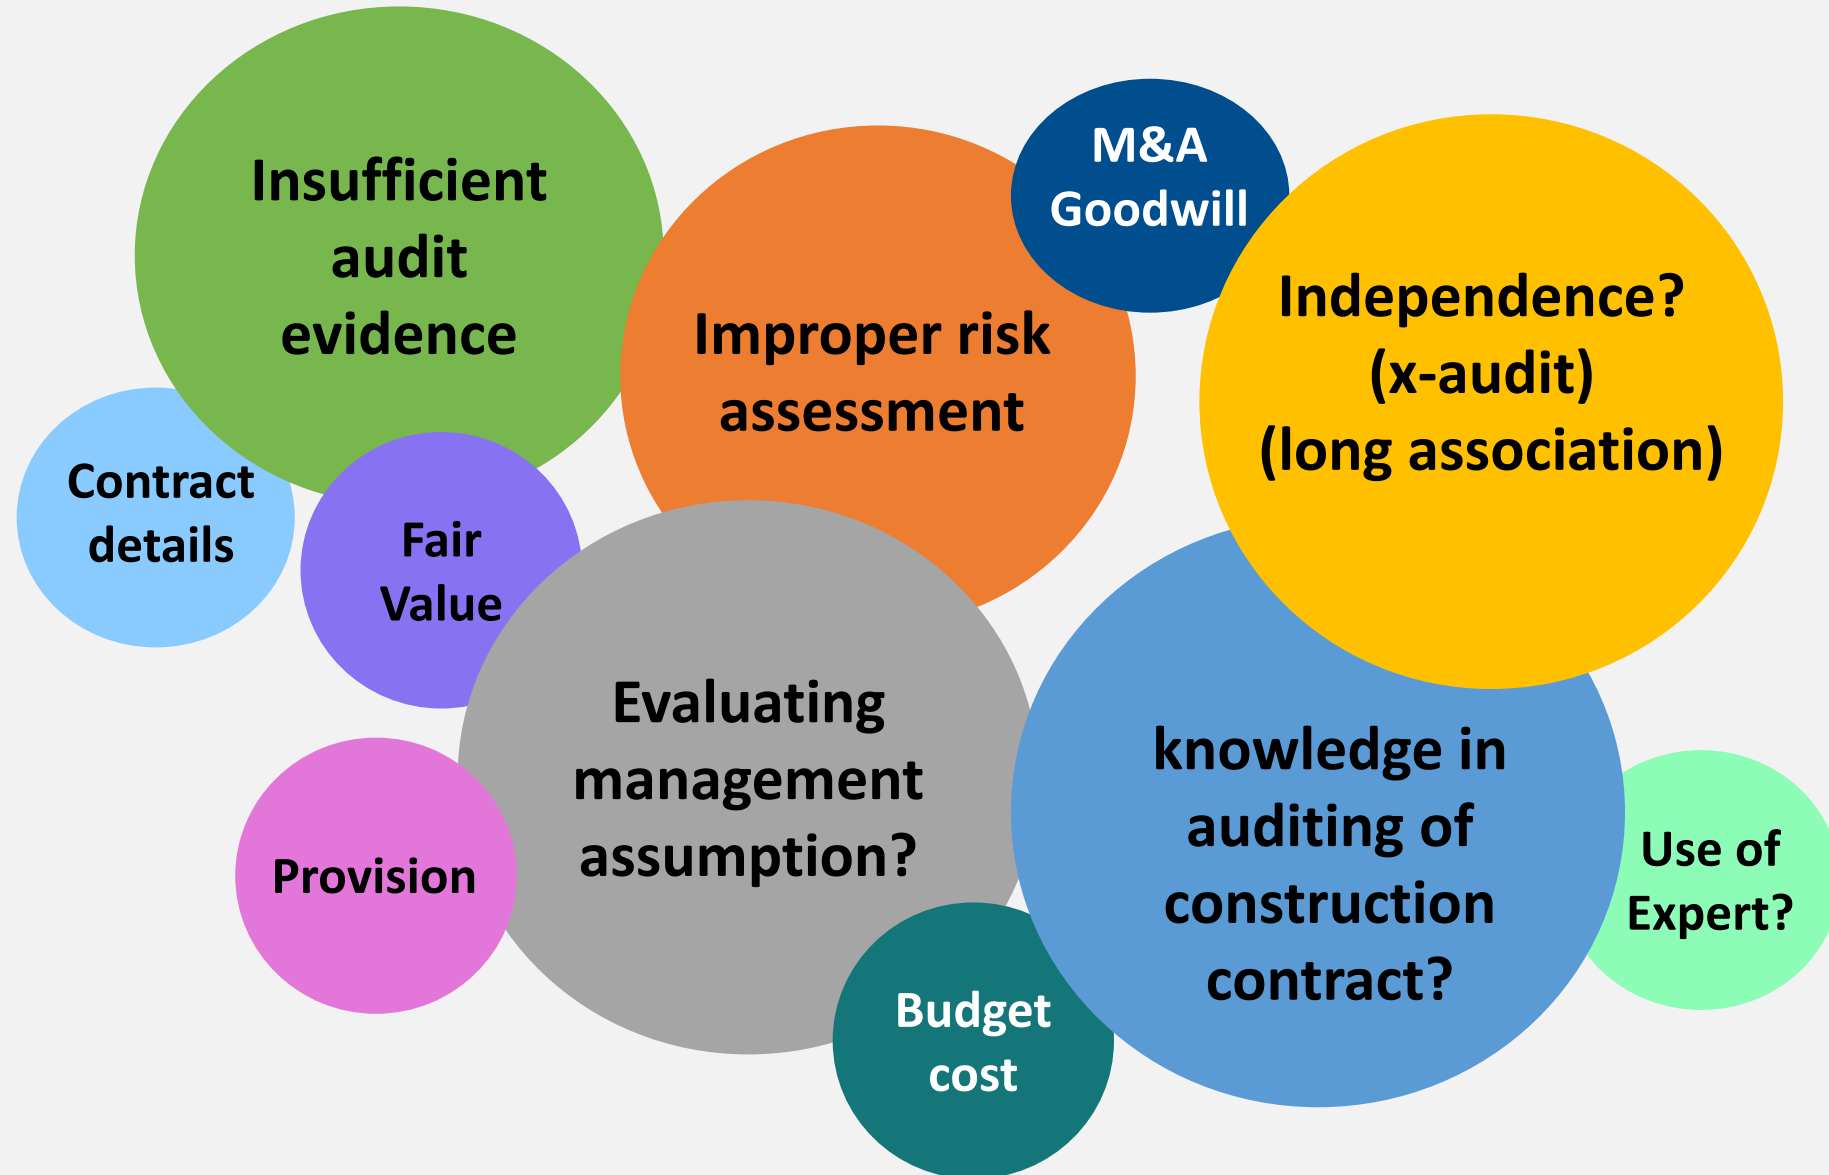 Insufficient
audit
evidence
M&A
Goodwill
Improper risk
assessment
Independence?
(x-audit)
(long association)
Contract
details
Fair
Value
Evaluating
management
assumption?
knowledge in
auditing of
construction
contract?
Provision
Use of
Expert?
Budget
cost